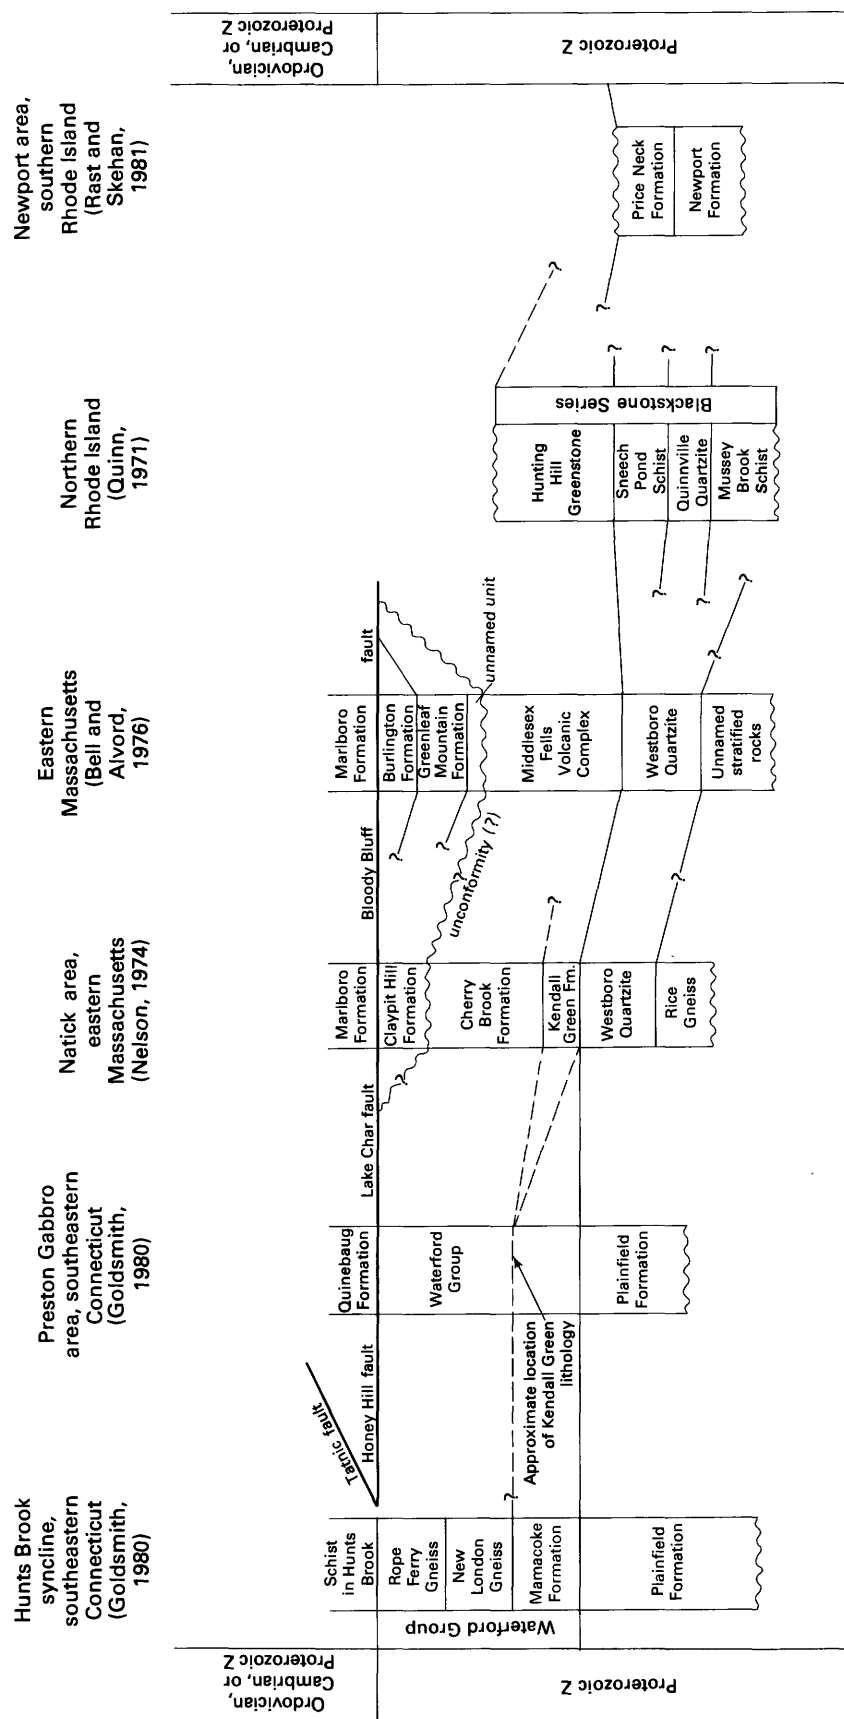 Hunts Brook
syncline,
southeastern
Connecticut
(Goldsmith,
1980)
Preston Gabbro
area, southeastern
Connecticut
(Goldsmith,
1980)
Natick area,
eastern
Massachusetts
(Nelson, 1974)
Eastern
Massachusetts
(Bell and
Alvord,
1976)
Northern
Rhode Island
(Quinn,
1971)
Newport area,
southern
Rhode Island
(Rast and
Skehan,
1981)
Ordovician,
Cambrian, or
Proterozoic Z
Proterozoic Z
Waterford Group
Schist
in Hunts
Brook
Rope
Ferry
Gneiss
New
London
Gneiss
Mamacoke
Formation
Plainfield
Formation
Tatnic fault
Honey Hill fault
?
Approximate location
of Kendall Green
lithology
Quinebaug
Formation
Waterford
Group
Plainfield
Formation
Lake Char fault
?
Marlboro
Formation
Claypit Hill
Formation
Cherry
Brook
Formation
Kendall
Green Fm.
Westboro
Quartzite
Rice
Gneiss
Bloody Bluff
?
?
?
unconformity (?)
?
?
Marlboro
Formation
Burlington
Formation
Greenleaf
Mountain
Formation
Middlesex
Fells
Volcanic
Complex
Westboro
Quartzite
Unnamed
stratified
rocks
fault
unnamed unit
?
?
?
?
Hunting
Hill
Greenstone
Sneech
Pond
Schist
Quinnville
Quartzite
Mussey
Brook
Schist
Blackstone Series
?
?
?
?
?
Price Neck
Formation
Newport
Formation
Ordovician,
Cambrian, or
Proterozoic Z
Proterozoic Z